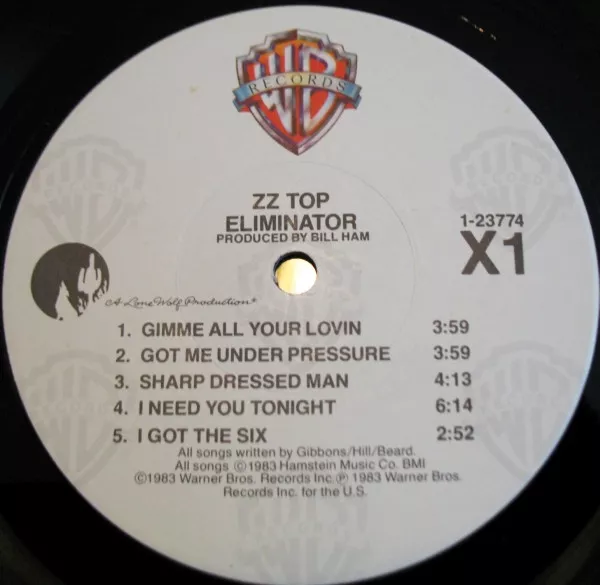 WB
RECORDS
ZZ TOP
ELIMINATOR
PRODUCED BY BILL HAM
1-23774
X1
A Lone Wolf Production*
1. GIMME ALL YOUR LOVIN 3:59
2. GOT ME UNDER PRESSURE 3:59
3. SHARP DRESSED MAN 4:13
4. I NEED YOU TONIGHT 6:14
5. I GOT THE SIX 2:52
All songs written by Gibbons/Hill/Beard.
All songs ©1983 Hamstein Music Co. BMI
©1983 Warner Bros. Records Inc. ℗ 1983 Warner Bros.
Records Inc. for the U.S.